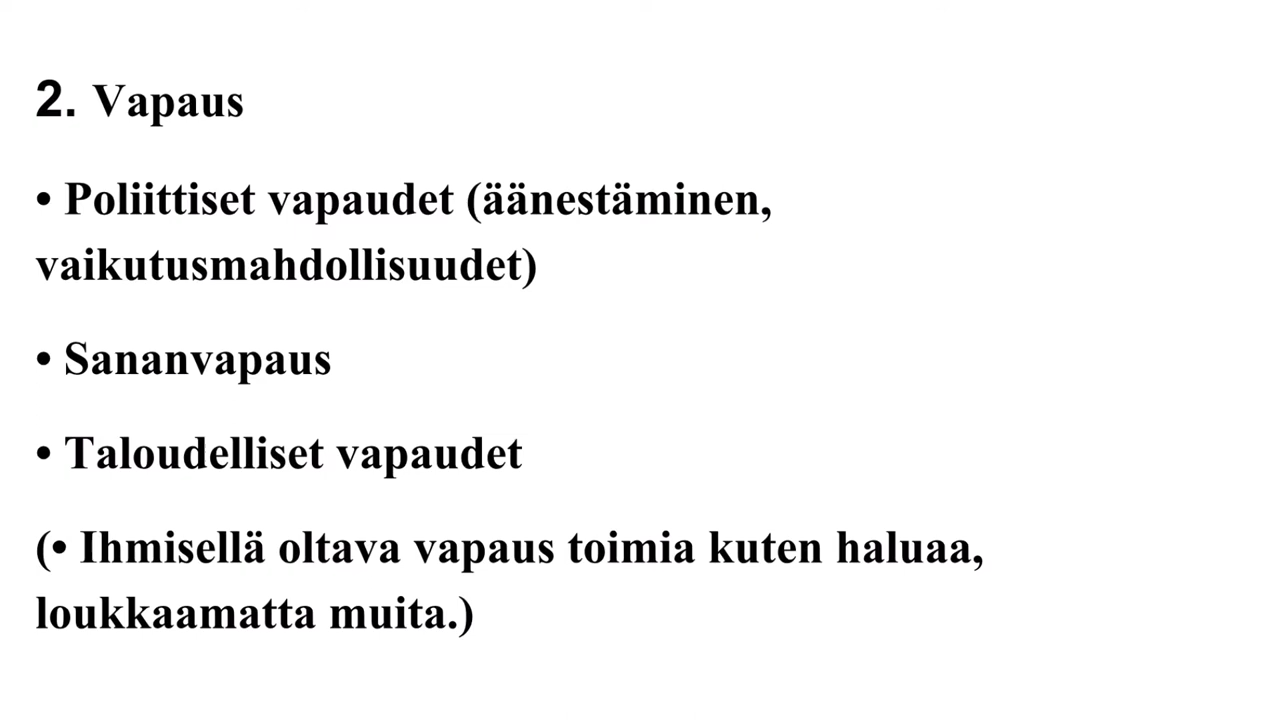 2. Vapaus
• Poliittiset vapaudet (äänestäminen,
vaikutusmahdollisuudet)
• Sananvapaus
• Taloudelliset vapaudet
(• Ihmisellä oltava vapaus toimia kuten haluaa,
loukkaamatta muita.)